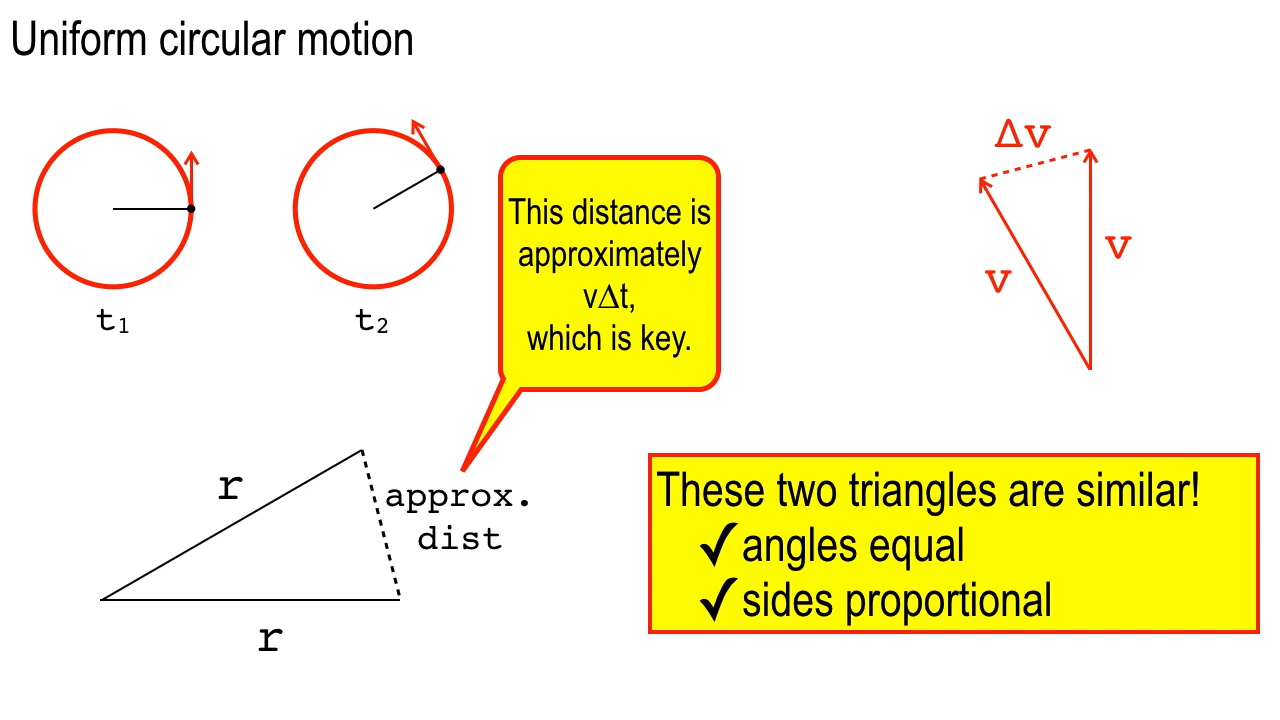 Uniform circular motion
t₁
t₂
This distance is
approximately
vΔt,
which is key.
Δv
v
v
r
approx.
dist
r
These two triangles are similar!
✓angles equal
✓sides proportional